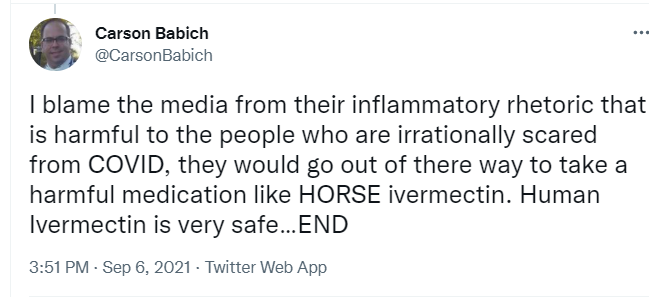 Carson Babich
@CarsonBabich
I blame the media from their inflammatory rhetoric that
is harmful to the people who are irrationally scared
from COVID, they would go out of there way to take a
harmful medication like HORSE ivermectin. Human
Ivermectin is very safe...END
3:51 PM · Sep 6, 2021 · Twitter Web App